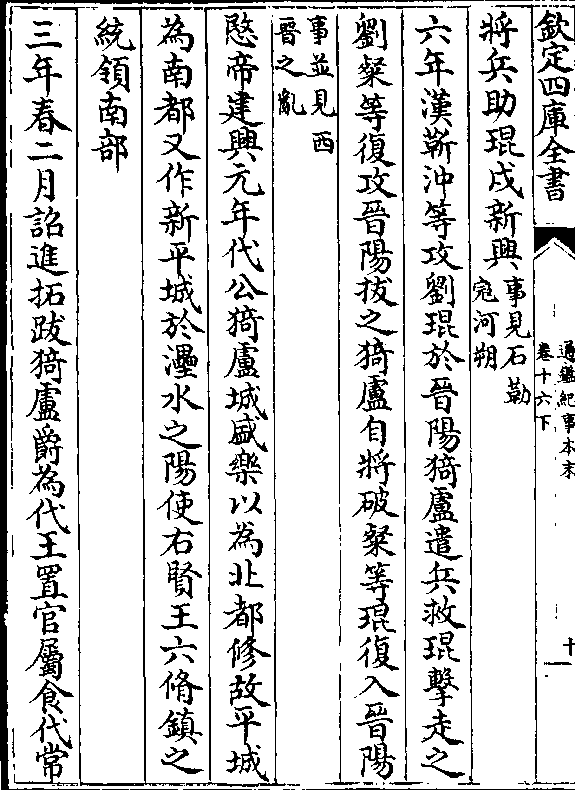 欽定四庫全書
通鑑紀事本末
卷十六下
十
將兵助琨戍新興事見石勒
宼河朔
六年漢靳沖等攻劉琨於晉陽猗盧遣兵救琨擊走之
劉粲等復攻晉陽拔之猗盧自將破粲等琨復入晉陽
事並見西
晉之亂
愍帝建興元年代公猗盧城盛樂以為北都修故平城
為南都又作新平城於灅水之陽使右賢王六脩鎮之
統領南部
三年春二月詔進拓跋猗盧爵為代王置官屬食代常